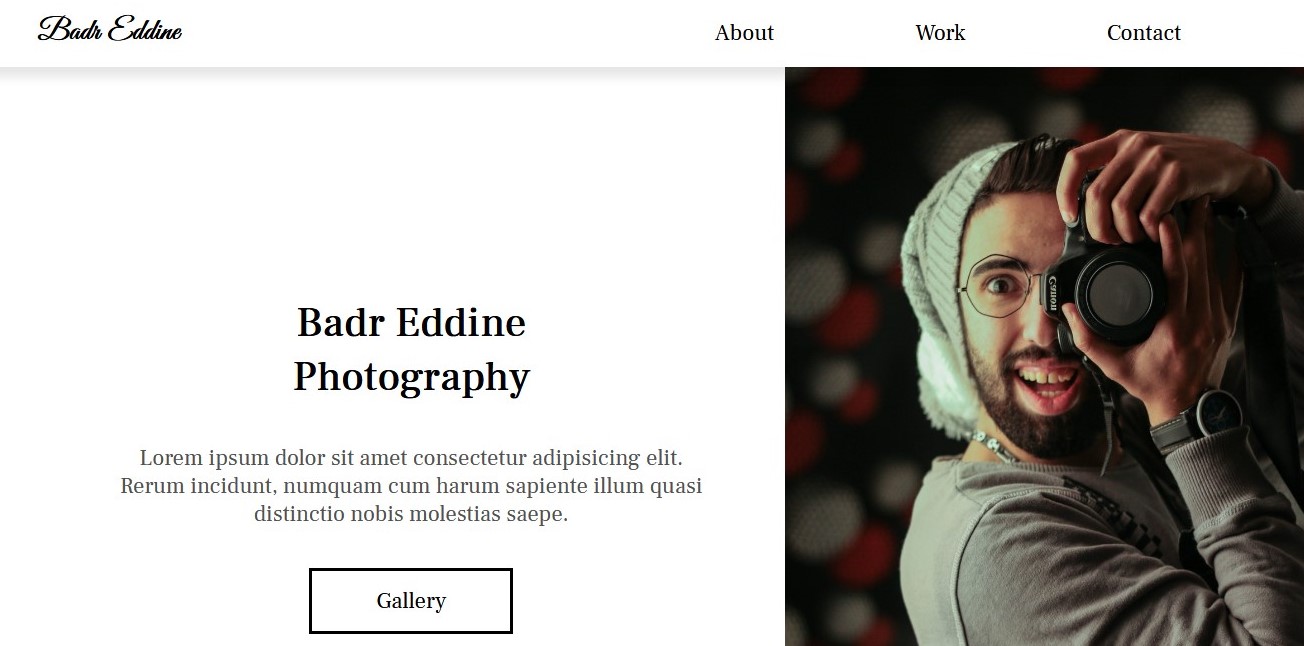 Badr Eddine
About
Work
Contact
Badr Eddine
Photography
Lorem ipsum dolor sit amet consectetur adipisicing elit.
Rerum incidunt, numquam cum harum sapiente illum quasi
distinctio nobis molestias saepe.
Gallery
Canon